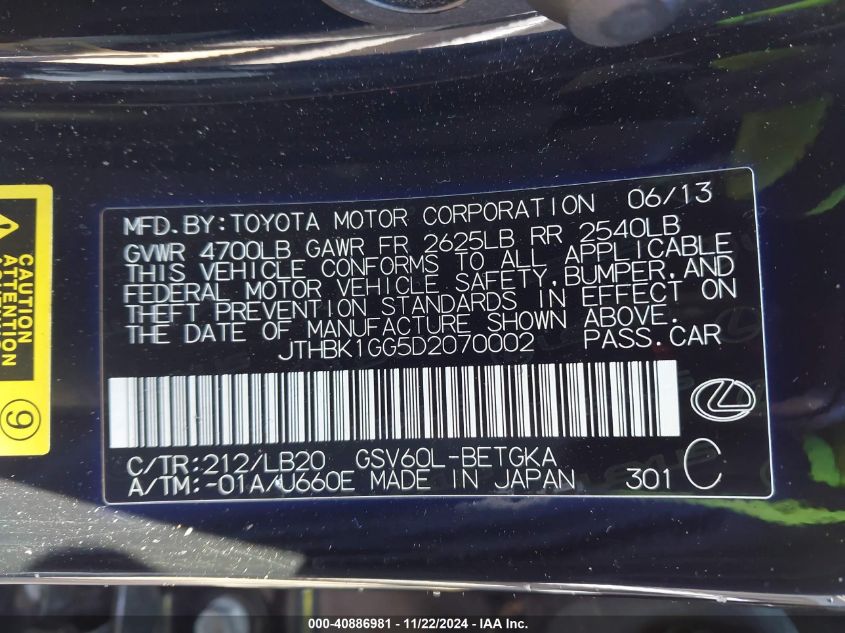 MFD. BY: TOYOTA MOTOR CORPORATION 06/13
GVWR 4700LB GAWR FR 2625LB RR 2540LB
THIS VEHICLE CONFORMS TO ALL APPLICABLE
FEDERAL MOTOR VEHICLE SAFETY, BUMPER, AND
THEFT PREVENTION STANDARDS IN EFFECT ON
THE DATE OF MANUFACTURE SHOWN ABOVE.
JTHBK1GG5D2070002 PASS. CAR
C/TR: 212/LB20 GSV60L-BETGKA
A/TM: -01A/U660E MADE IN JAPAN 301 C
CAUTION
ATTENTION
9
000-40886981 - 11/22/2024 - © IAA, Inc.